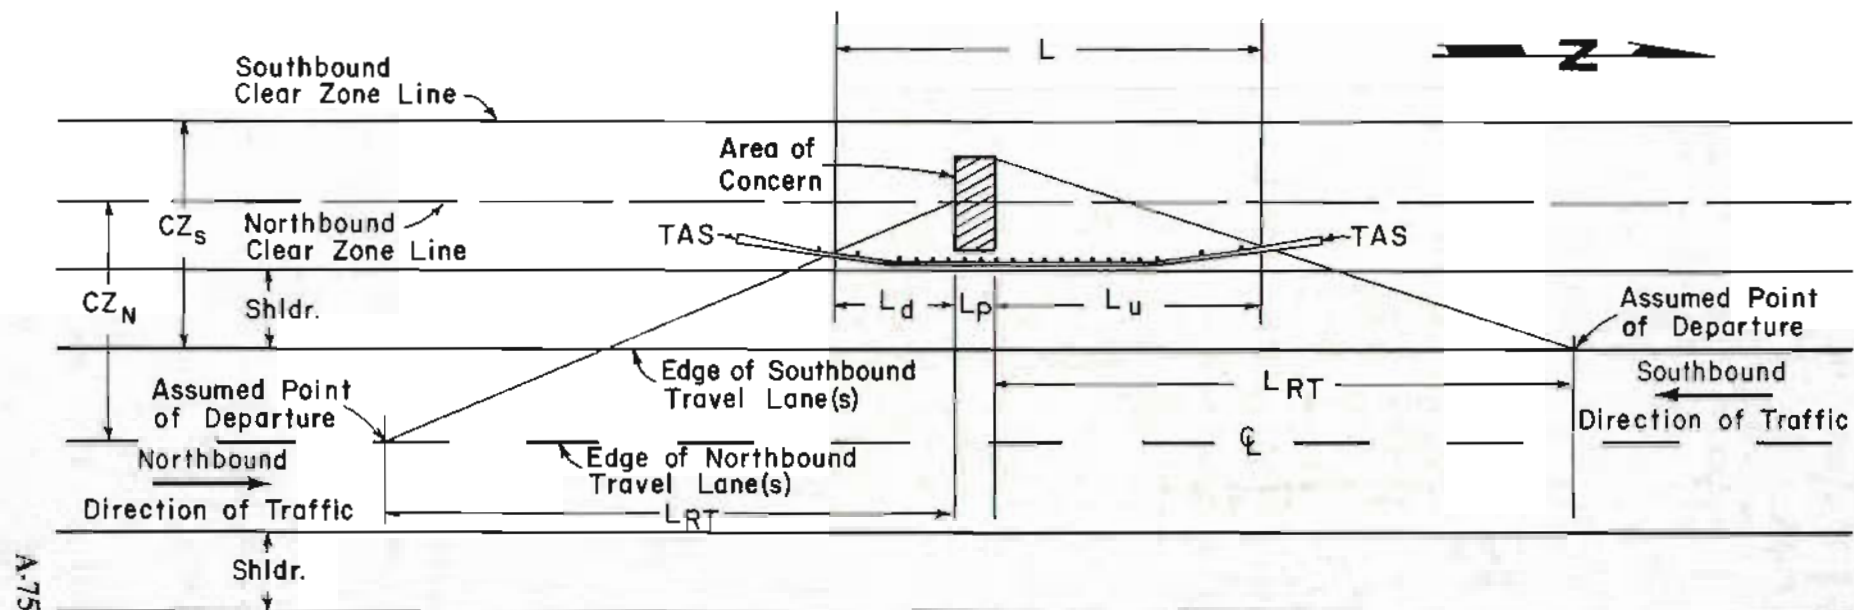 L
N
Southbound
Clear Zone Line
Area of
Concern
CZS
Northbound
Clear Zone Line
TAS
TAS
CZN
Shldr.
Ld
Lp
Lu
Assumed Point
of Departure
Edge of Southbound
Travel Lane(s)
LRT
Southbound
Direction of Traffic
Assumed Point
of Departure
℄
Northbound
Edge of Northbound
Travel Lane(s)
Direction of Traffic
LRT
Shldr.
A-75